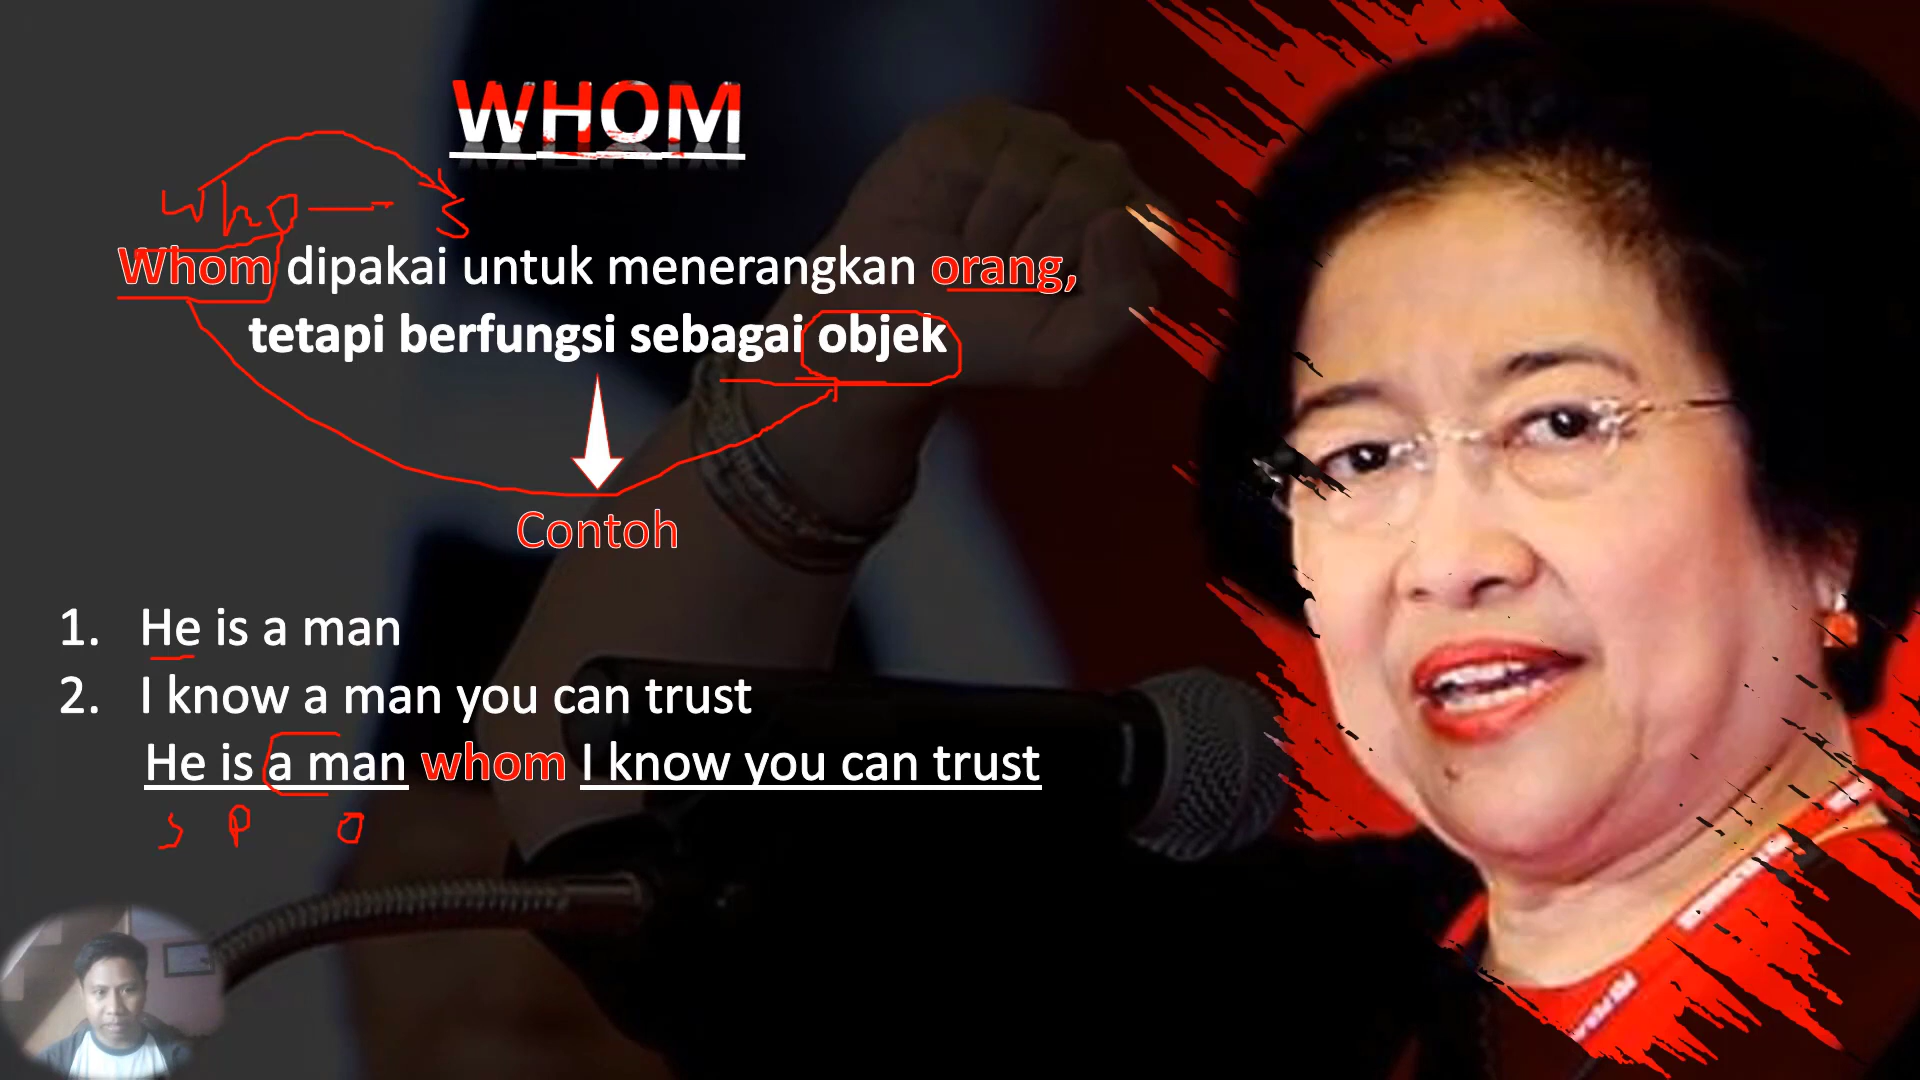 WHOM
who — S
Whom dipakai untuk menerangkan orang,
tetapi berfungsi sebagai objek
Contoh
1. He is a man
2. I know a man you can trust
He is a man whom I know you can trust
S P O